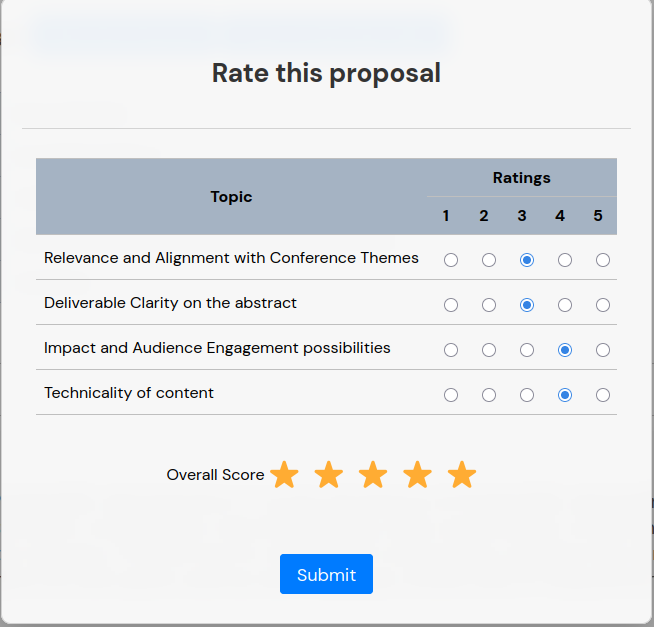 Rate this proposal
Topic
Ratings
1 2 3 4 5
Relevance and Alignment with Conference Themes
Deliverable Clarity on the abstract
Impact and Audience Engagement possibilities
Technicality of content
Overall Score
Submit